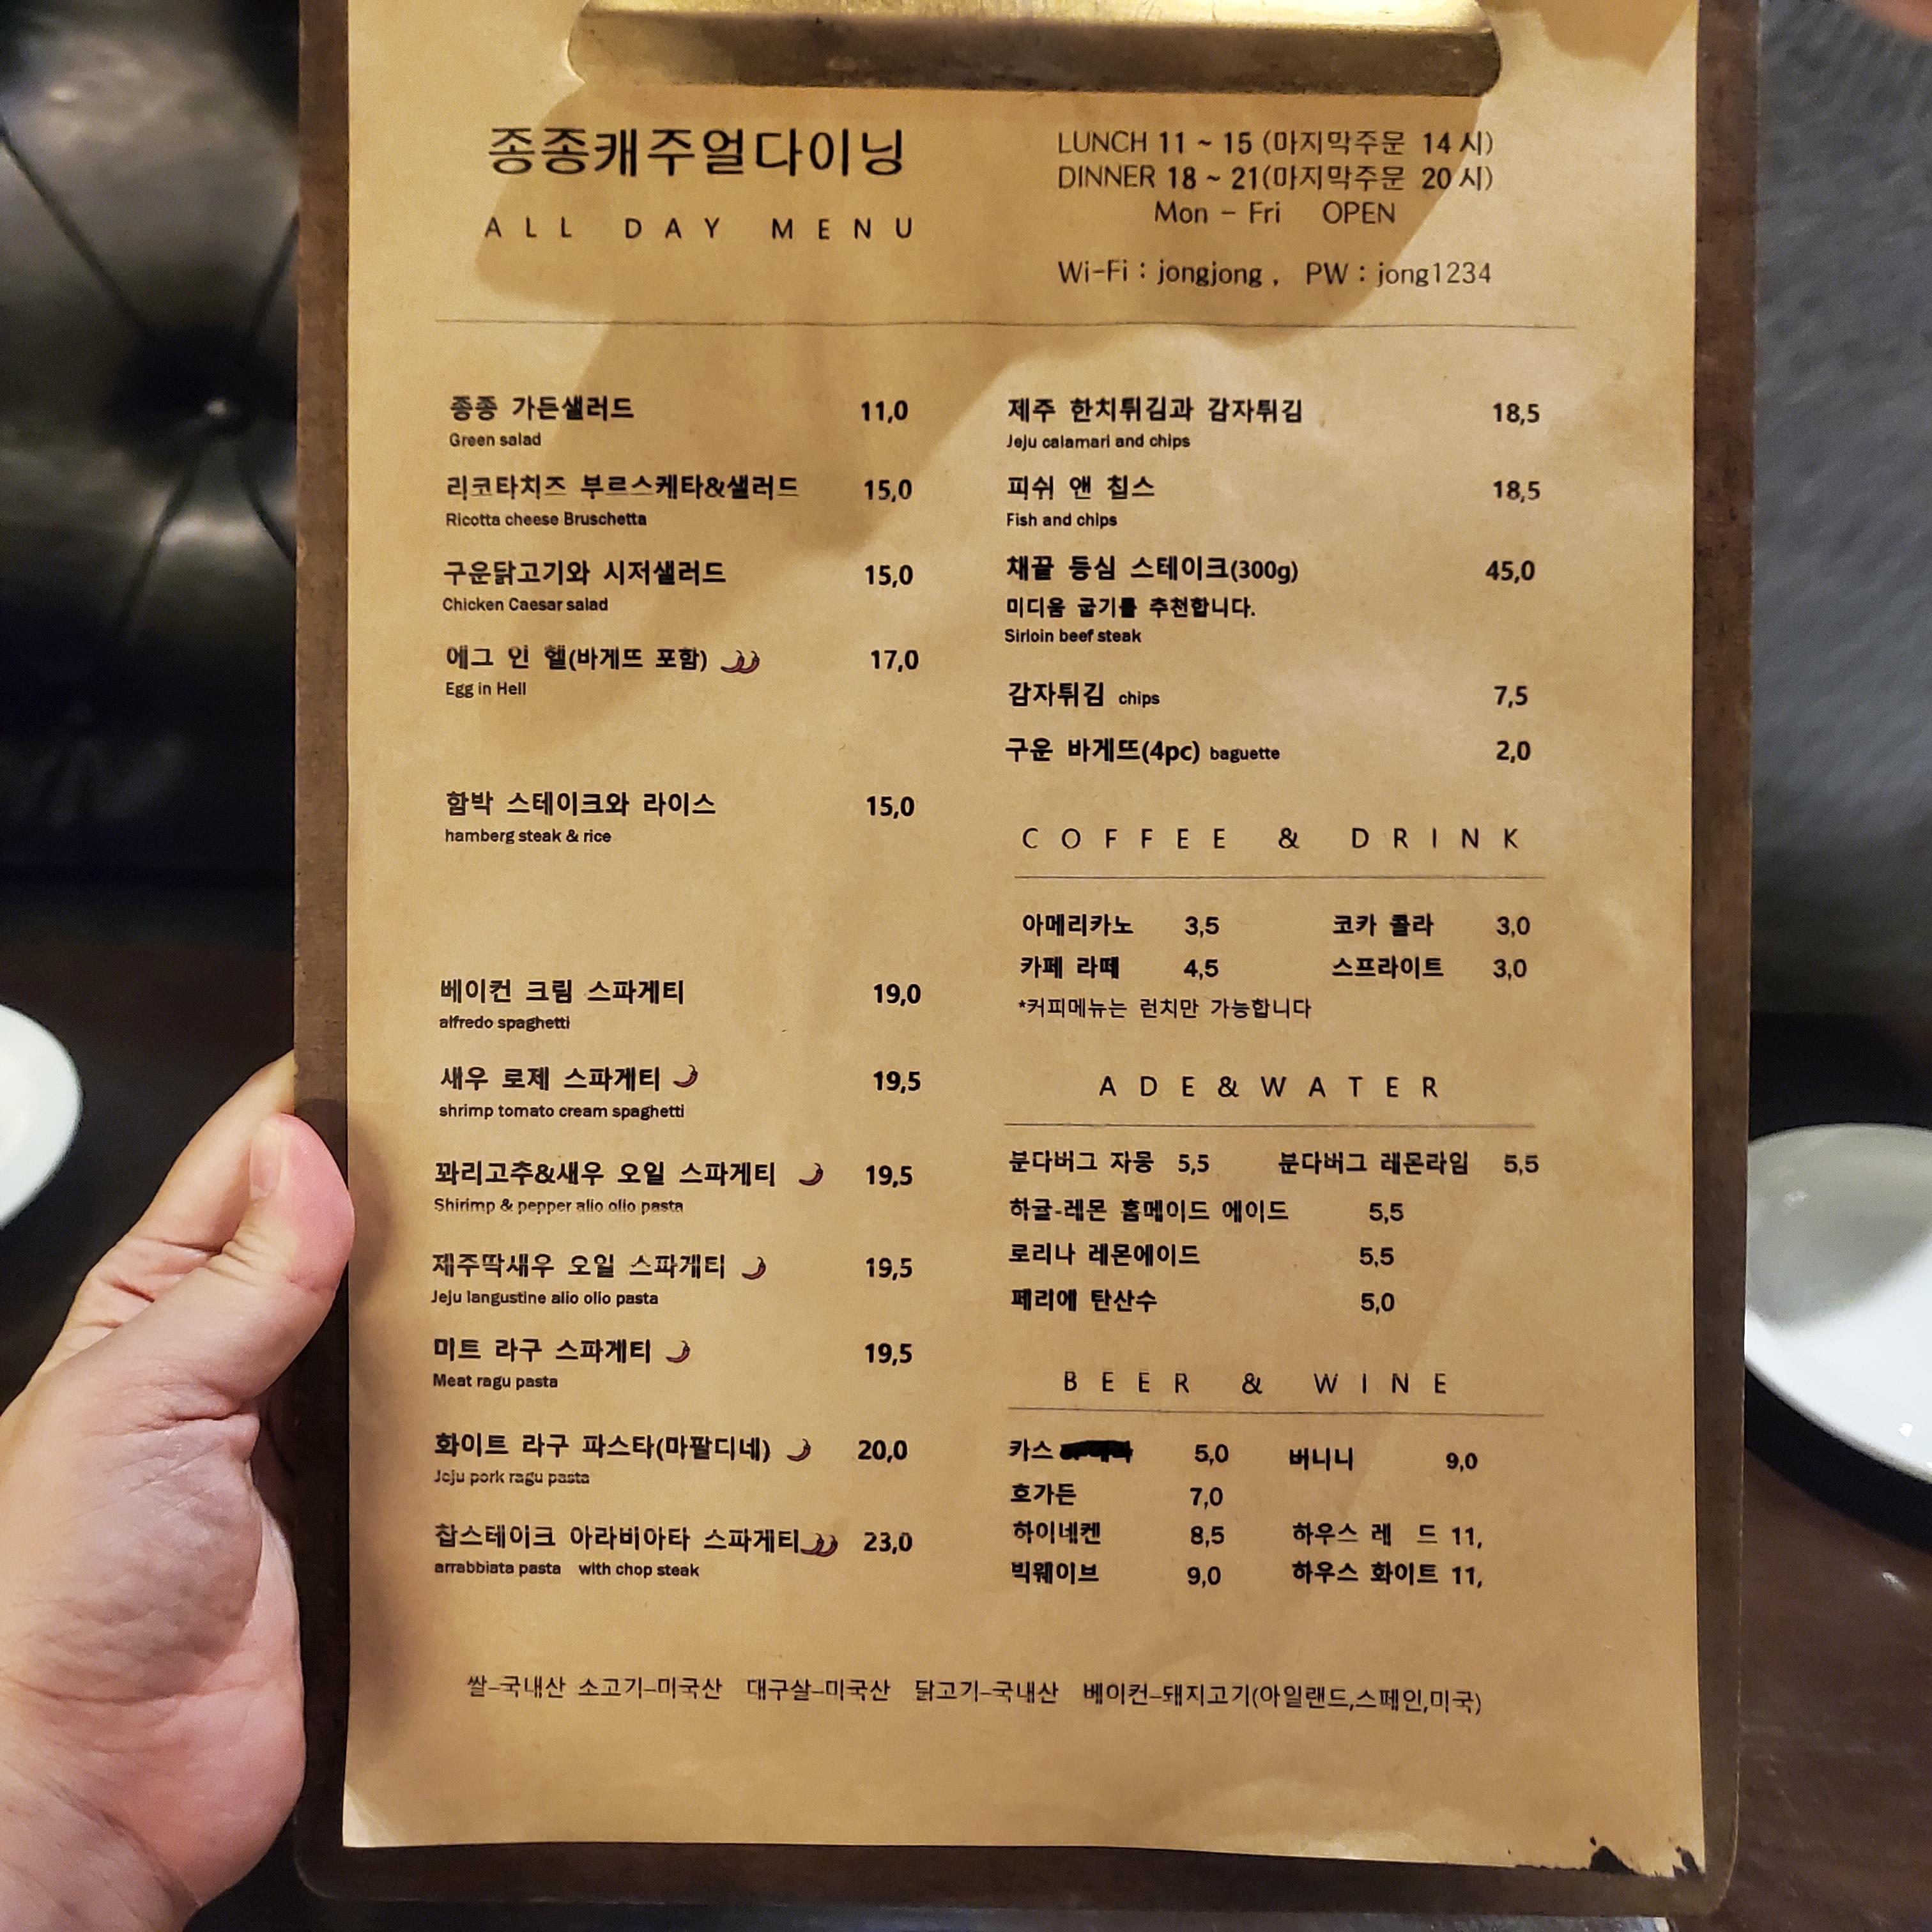 종종캐주얼다이닝
ALL DAY MENU
LUNCH 11 ~ 15 (마지막주문 14시)
DINNER 18 ~ 21(마지막주문 20시)
Mon - Fri OPEN
Wi-Fi : jongjong , PW : jong1234
종종 가든샐러드 11,0
Green salad
리코타치즈 부르스케타&샐러드 15,0
Ricotta cheese Bruschetta
구운닭고기와 시저샐러드 15,0
Chicken Caesar salad
에그 인 헬(바게뜨 포함) 17,0
Egg in Hell
함박 스테이크와 라이스 15,0
hamberg steak & rice
베이컨 크림 스파게티 19,0
alfredo spaghetti
새우 로제 스파게티 19,5
shrimp tomato cream spaghetti
꽈리고추&새우 오일 스파게티 19,5
Shirimp & pepper alio olio pasta
제주딱새우 오일 스파게티 19,5
Jeju langustine alio olio pasta
미트 라구 스파게티 19,5
Meat ragu pasta
화이트 라구 파스타(마팔디네) 20,0
Jeju pork ragu pasta
찹스테이크 아라비아타 스파게티 23,0
arrabbiata pasta with chop steak
제주 한치튀김과 감자튀김 18,5
Jeju calamari and chips
피쉬 앤 칩스 18,5
Fish and chips
채끝 등심 스테이크(300g) 45,0
미디움 굽기를 추천합니다.
Sirloin beef steak
감자튀김 chips 7,5
구운 바게뜨(4pc) baguette 2,0
COFFEE & DRINK
아메리카노 3,5 코카 콜라 3,0
카페 라떼 4,5 스프라이트 3,0
*커피메뉴는 런치만 가능합니다
ADE&WATER
분다버그 자몽 5,5 분다버그 레몬라임 5,5
하귤-레몬 홈메이드 에이드 5,5
로리나 레몬에이드 5,5
페리에 탄산수 5,0
BEER & WINE
카스 5,0 버니니 9,0
호가든 7,0
하이네켄 8,5 하우스 레 드 11,
빅웨이브 9,0 하우스 화이트 11,
쌀-국내산 소고기-미국산 대구살-미국산 닭고기-국내산 베이컨-돼지고기(아일랜드,스페인,미국)